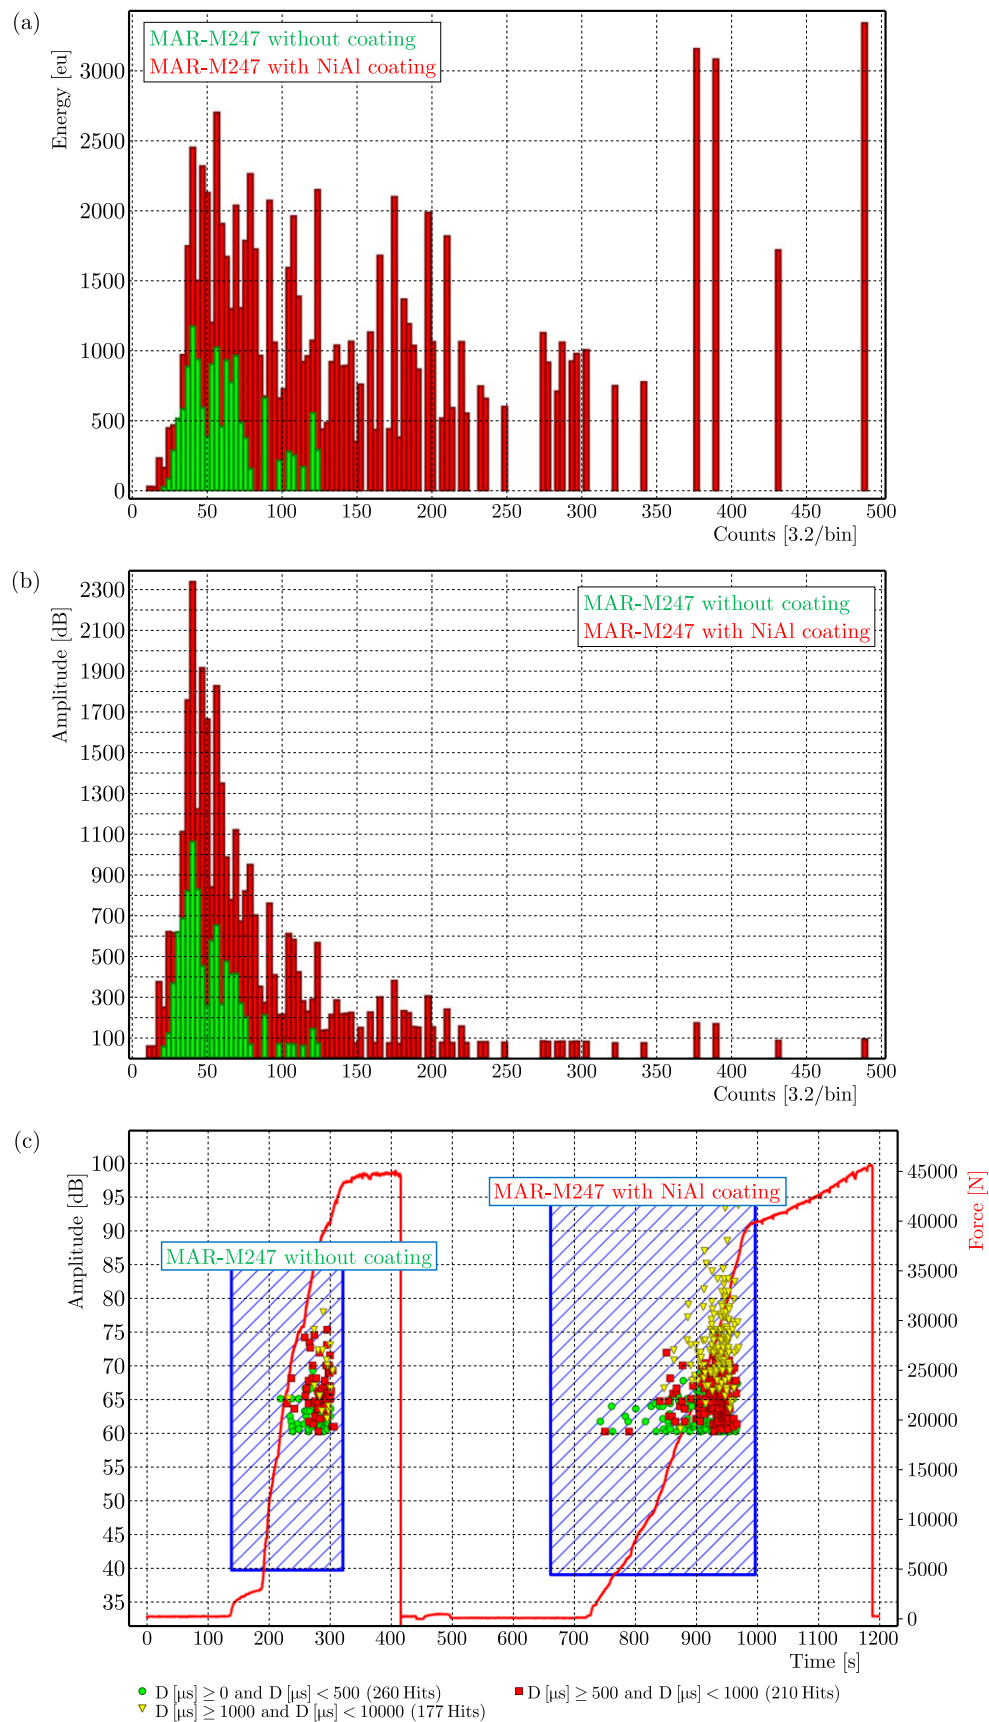 (a)
MAR-M247 without coating
MAR-M247 with NiAl coating
Energy [eu]
3000
2500
2000
1500
1000
500
0
0 50 100 150 200 250 300 350 400 450 500
Counts [3.2/bin]
(b)
MAR-M247 without coating
MAR-M247 with NiAl coating
Amplitude [dB]
2300
2100
1900
1700
1500
1300
1100
900
700
500
300
100
0 50 100 150 200 250 300 350 400 450 500
Counts [3.2/bin]
(c)
MAR-M247 without coating
MAR-M247 with NiAl coating
Amplitude [dB]
100
95
90
85
80
75
70
65
60
55
50
45
40
35
Force [N]
45000
40000
35000
30000
25000
20000
15000
10000
5000
0
0 100 200 300 400 500 600 700 800 900 1000 1100 1200
Time [s]
D [μs] ≥ 0 and D [μs] < 500 (260 Hits)
D [μs] ≥ 500 and D [μs] < 1000 (210 Hits)
D [μs] ≥ 1000 and D [μs] < 10000 (177 Hits)